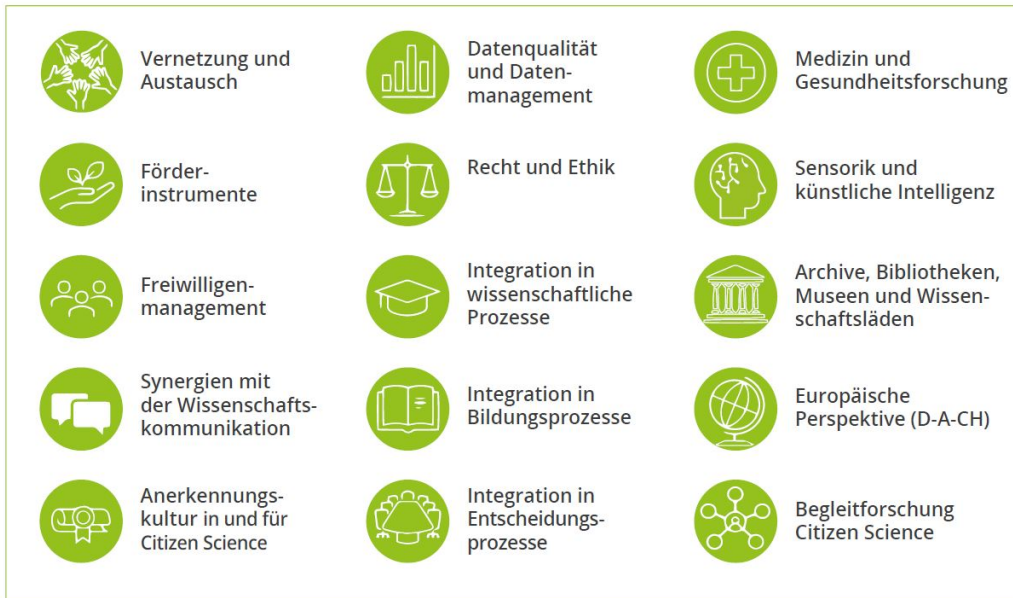 Vernetzung und
Austausch
Förder-
instrumente
Freiwilligen-
management
Synergien mit
der Wissenschafts-
kommunikation
Anerkennungs-
kultur in und für
Citizen Science
Datenqualität
und Daten-
management
Recht und Ethik
Integration in
wissenschaftliche
Prozesse
Integration in
Bildungsprozesse
Integration in
Entscheidungs-
prozesse
Medizin und
Gesundheitsforschung
Sensorik und
künstliche Intelligenz
Archive, Bibliotheken,
Museen und Wissen-
schaftsläden
Europäische
Perspektive (D-A-CH)
Begleitforschung
Citizen Science